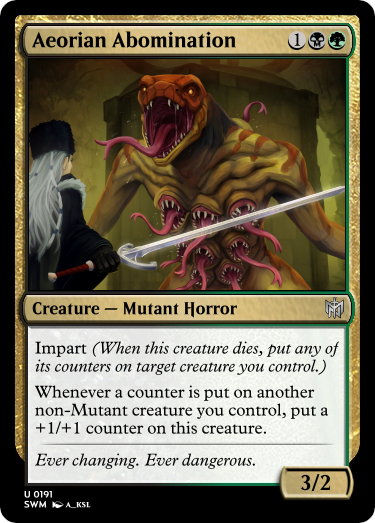 Aeorian Abomination 1
Creature — Mutant Horror
Impart (When this creature dies, put any of
its counters on target creature you control.)
Whenever a counter is put on another
non-Mutant creature you control, put a
+1/+1 counter on this creature.
Ever changing. Ever dangerous.
3/2
U 0191
SWM A_KSL